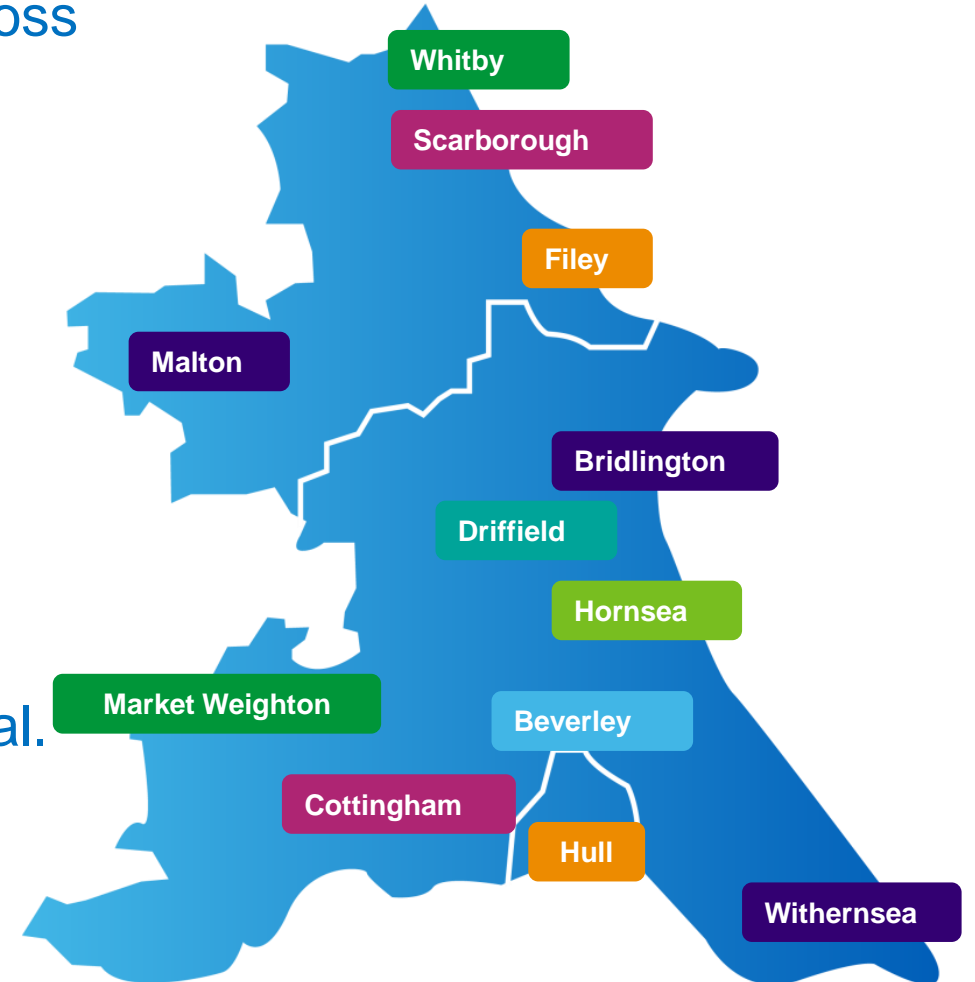 oss
Whitby
Scarborough
Filey
Malton
Bridlington
Driffield
Hornsea
Market Weighton
al.
Beverley
Cottingham
Hull
Withernsea